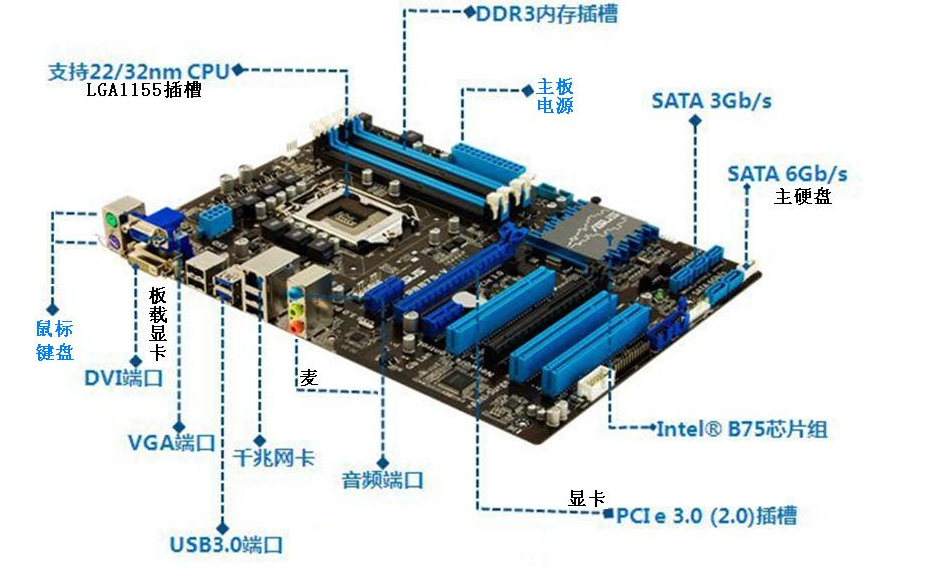 DDR3内存插槽
支持22/32nm CPU
LGA1155插槽
主板
电源
SATA 3Gb/s
SATA 6Gb/s
主硬盘
鼠标
键盘
板载显卡
DVI端口
VGA端口
千兆网卡
USB3.0端口
麦
音频端口
显卡
PCI e 3.0 (2.0)插槽
Intel® B75芯片组